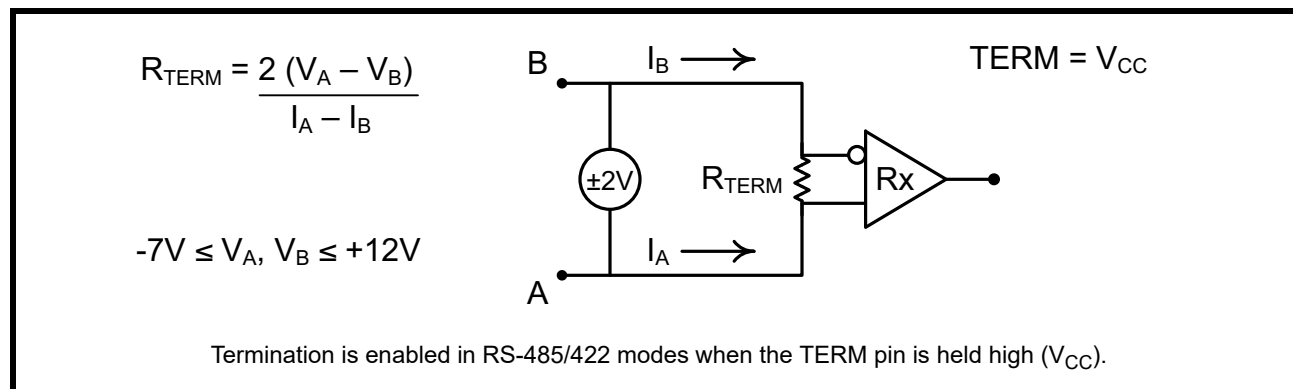 R_TERM = 2 (V_A – V_B)
I_A – I_B
-7V ≤ V_A, V_B ≤ +12V
B
I_B
TERM = V_CC
±2V
R_TERM
Rx
I_A
A
Termination is enabled in RS-485/422 modes when the TERM pin is held high (V_CC).